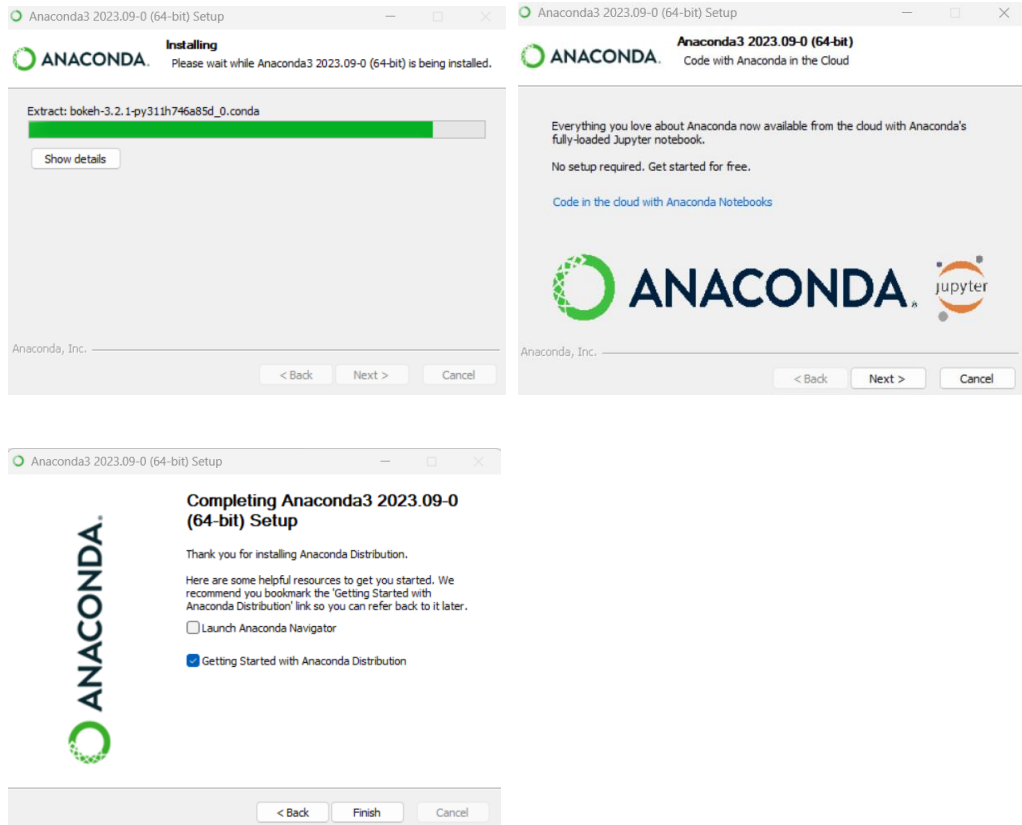 Anaconda3 2023.09-0 (64-bit) Setup
ANACONDA.
Installing
Please wait while Anaconda3 2023.09-0 (64-bit) is being installed.
Extract: bokeh-3.2.1-py311h746a85d_0.conda
Show details
Anaconda, Inc.
< Back
Next >
Cancel
Anaconda3 2023.09-0 (64-bit) Setup
ANACONDA.
Anaconda3 2023.09-0 (64-bit)
Code with Anaconda in the Cloud
Everything you love about Anaconda now available from the cloud with Anaconda's
fully-loaded Jupyter notebook.
No setup required. Get started for free.
Code in the cloud with Anaconda Notebooks
ANACONDA.
jupyter
Anaconda, Inc.
< Back
Next >
Cancel
Anaconda3 2023.09-0 (64-bit) Setup
ANACONDA.
Completing Anaconda3 2023.09-0
(64-bit) Setup
Thank you for installing Anaconda Distribution.
Here are some helpful resources to get you started. We
recommend you bookmark the 'Getting Started with
Anaconda Distribution' link so you can refer back to it later.
Launch Anaconda Navigator
Getting Started with Anaconda Distribution
< Back
Finish
Cancel